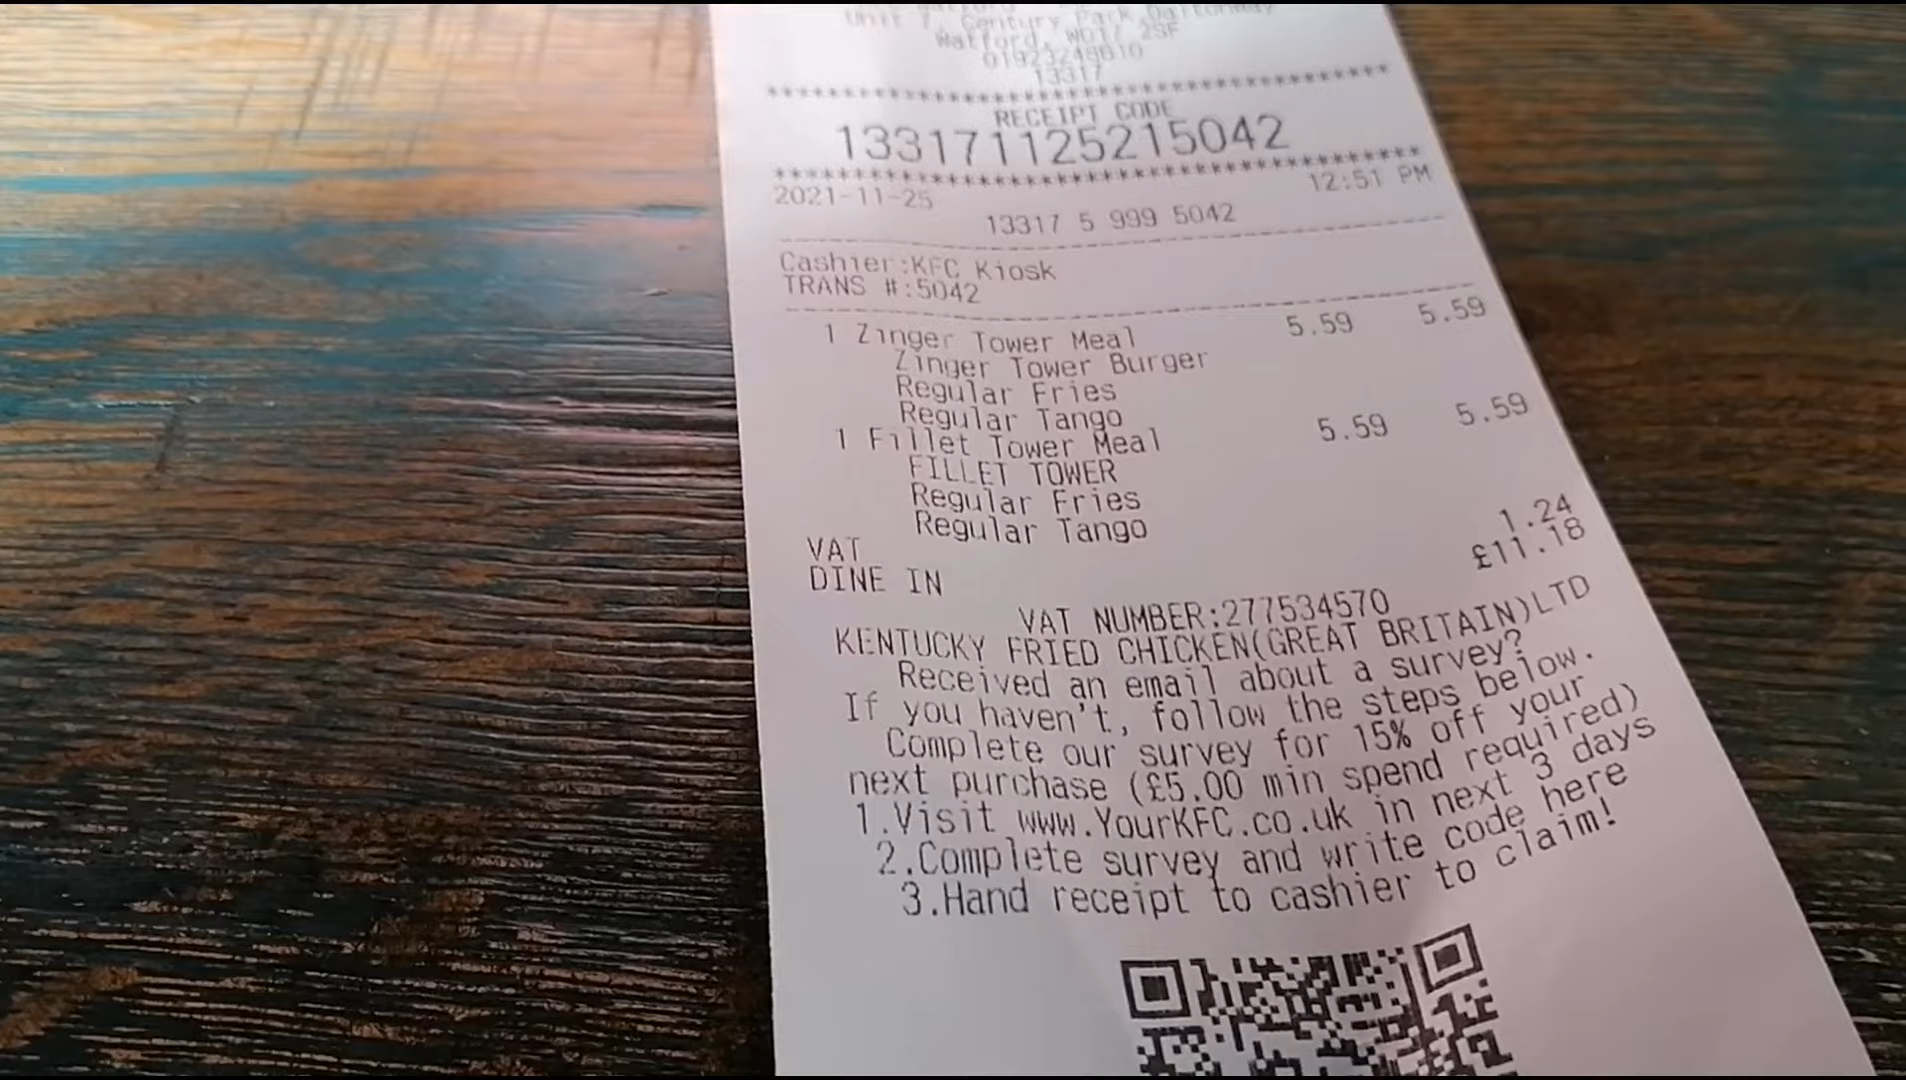 Unit 7, Century Park, Daltonway
Watford, WD17 2SF
01923249810
13317
****************************************
RECEIPT CODE
133171125215042
****************************************
2021-11-25 12:51 PM
13317 5 999 5042
Cashier:KFC Kiosk
TRANS #:5042
1 Zinger Tower Meal 5.59 5.59
Zinger Tower Burger
Regular Fries
Regular Tango
1 Fillet Tower Meal 5.59 5.59
FILLET TOWER
Regular Fries
Regular Tango
VAT 1.24
DINE IN £11.18
VAT NUMBER:277534570
KENTUCKY FRIED CHICKEN(GREAT BRITAIN)LTD
Received an email about a survey?
If you haven't, follow the steps below.
Complete our survey for 15% off your
next purchase (£5.00 min spend required)
1.Visit www.YourKFC.co.uk in next 3 days
2.Complete survey and write code here
3.Hand receipt to cashier to claim!